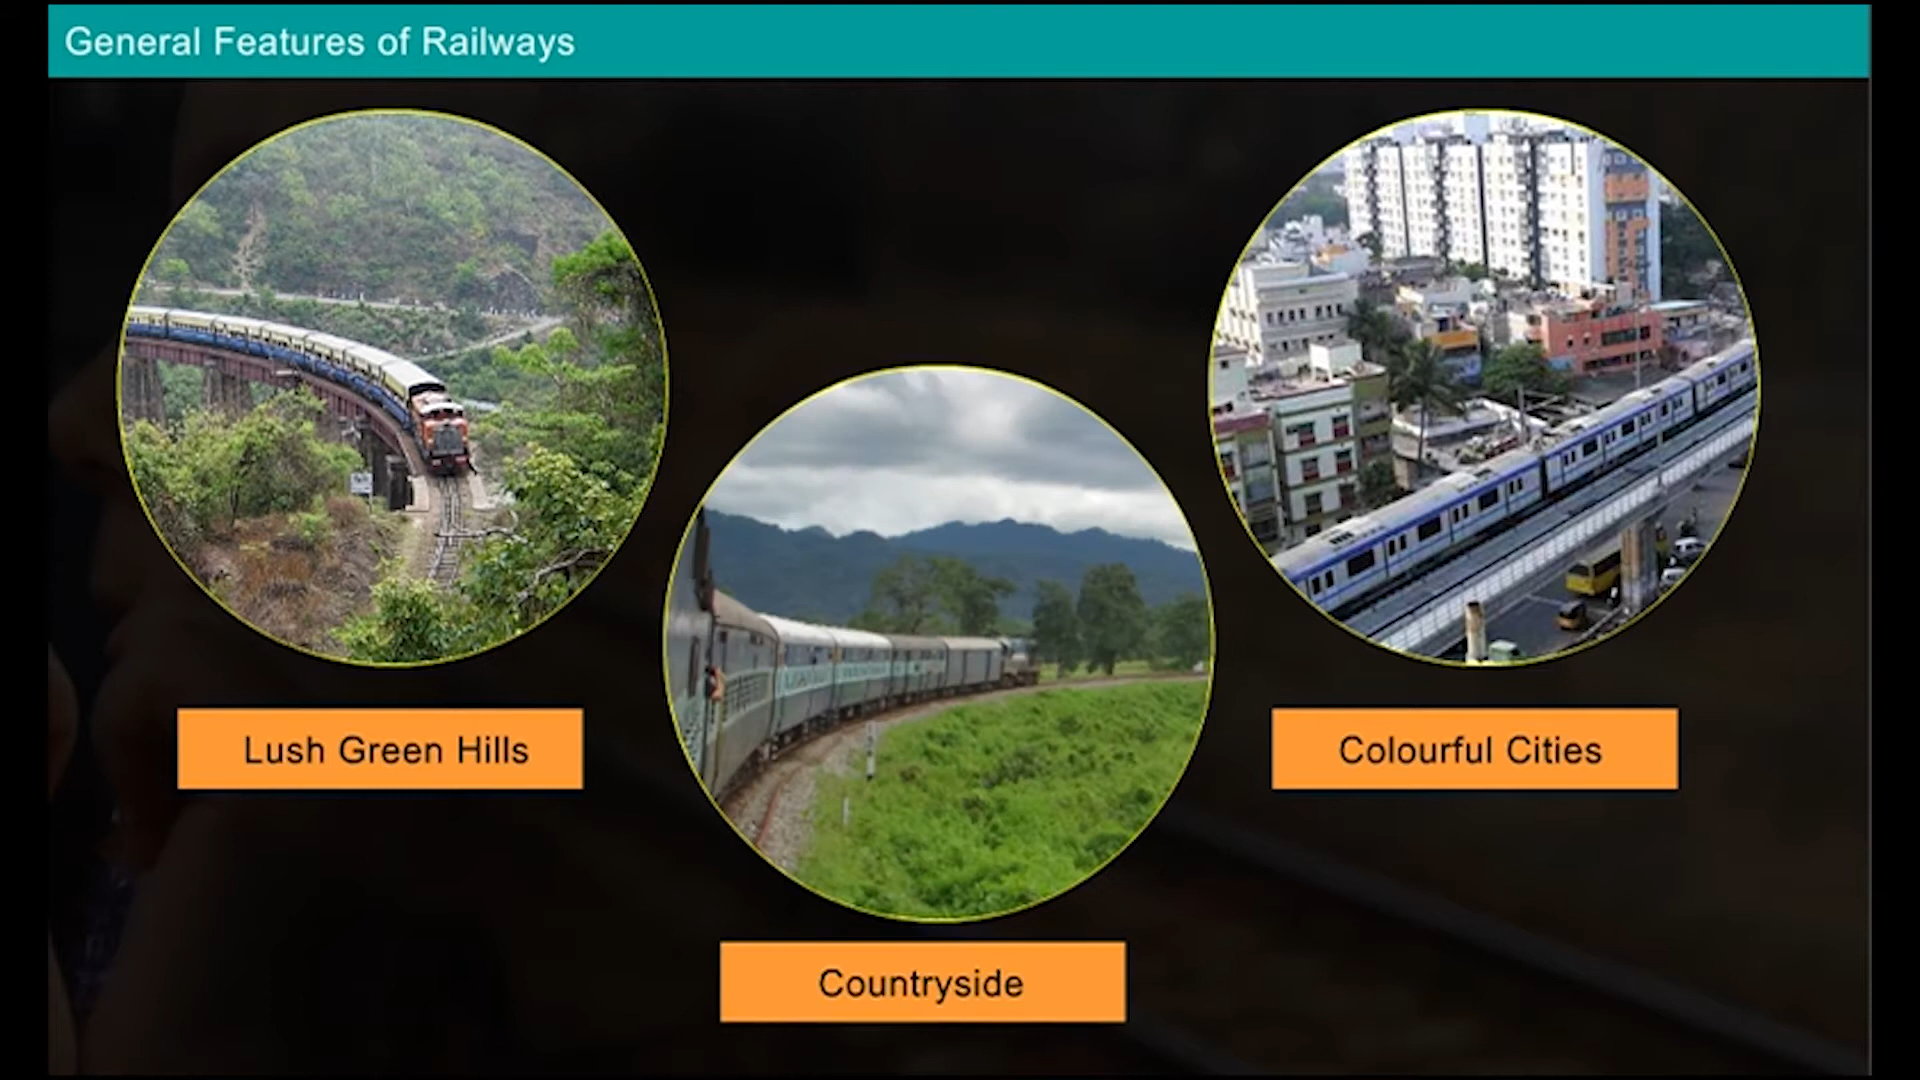 General Features of Railways
Lush Green Hills
Colourful Cities
Countryside